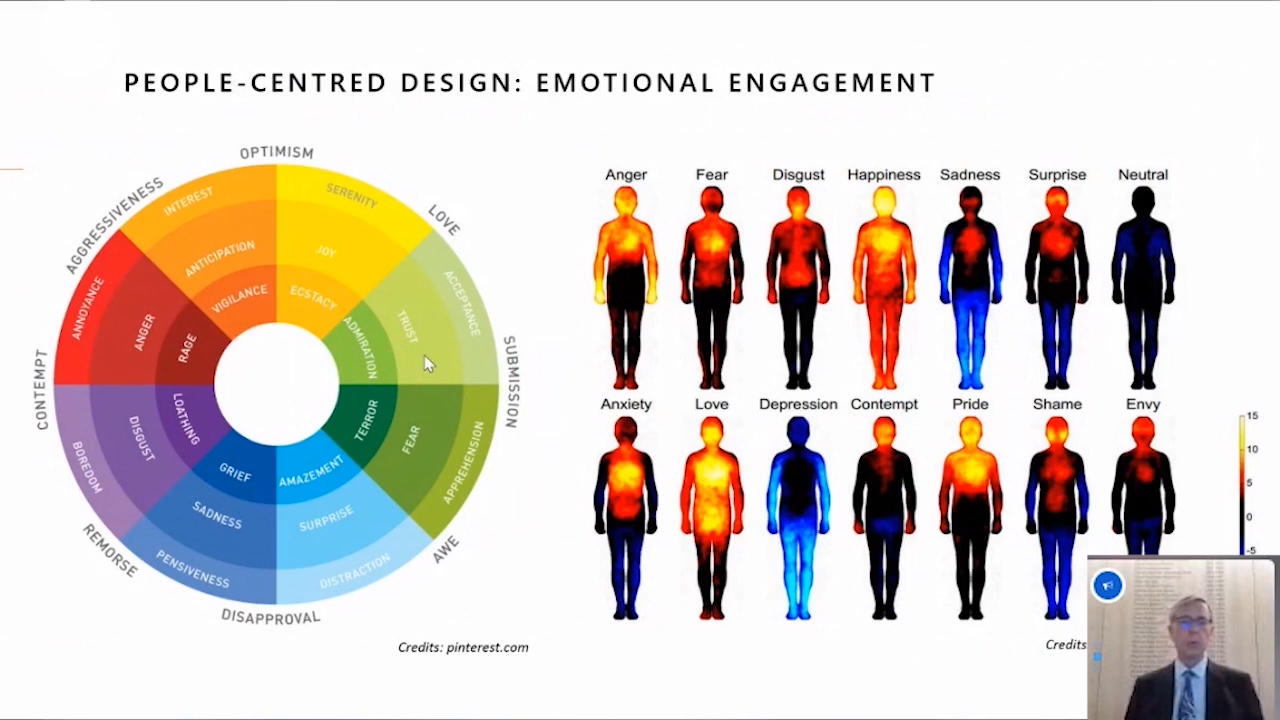 PEOPLE-CENTRED DESIGN: EMOTIONAL ENGAGEMENT
OPTIMISM
LOVE
SUBMISSION
AWE
DISAPPROVAL
REMORSE
CONTEMPT
AGGRESSIVENESS
INTEREST
ANTICIPATION
VIGILANCE
SERENITY
JOY
ECSTACY
ACCEPTANCE
TRUST
ADMIRATION
APPREHENSION
FEAR
TERROR
DISTRACTION
SURPRISE
AMAZEMENT
PENSIVENESS
SADNESS
GRIEF
BOREDOM
DISGUST
LOATHING
ANNOYANCE
ANGER
RAGE
Credits: pinterest.com
Anger Fear Disgust Happiness Sadness Surprise Neutral
Anxiety Love Depression Contempt Pride Shame Envy
15
10
5
0
-5
Credits